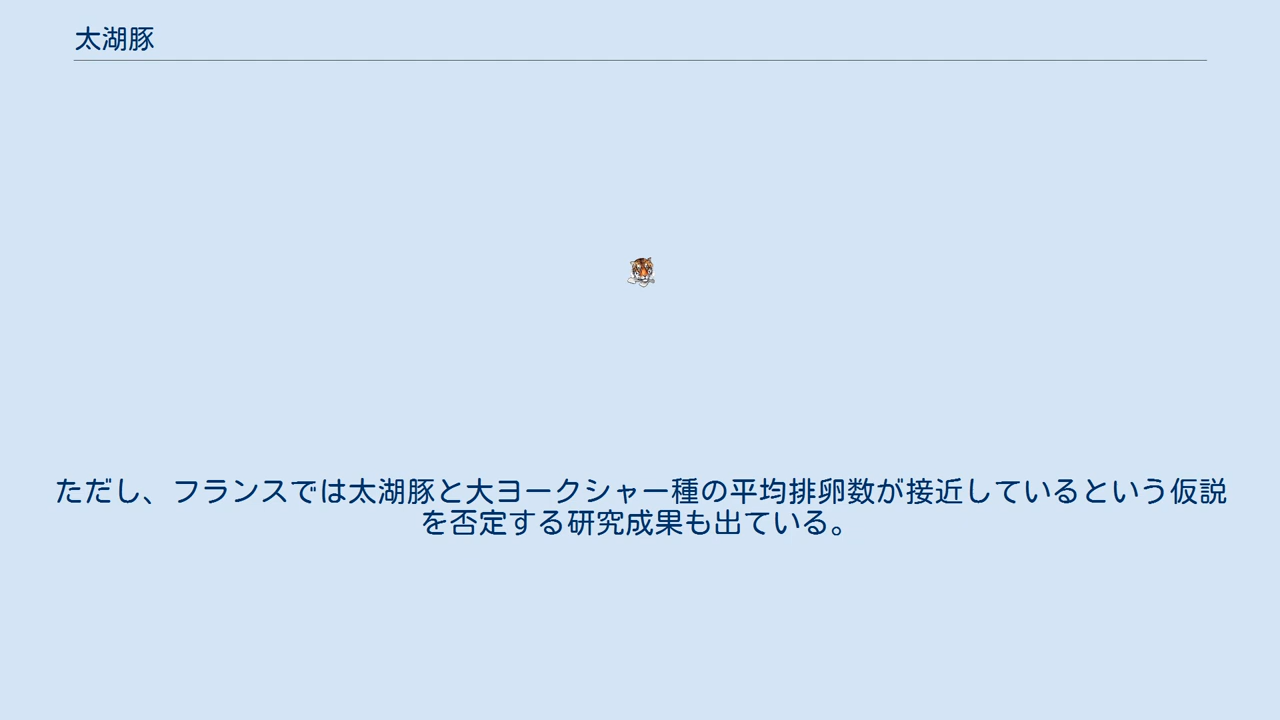 太湖豚
ただし、フランスでは太湖豚と大ヨークシャー種の平均排卵数が接近しているという仮説
を否定する研究成果も出ている。